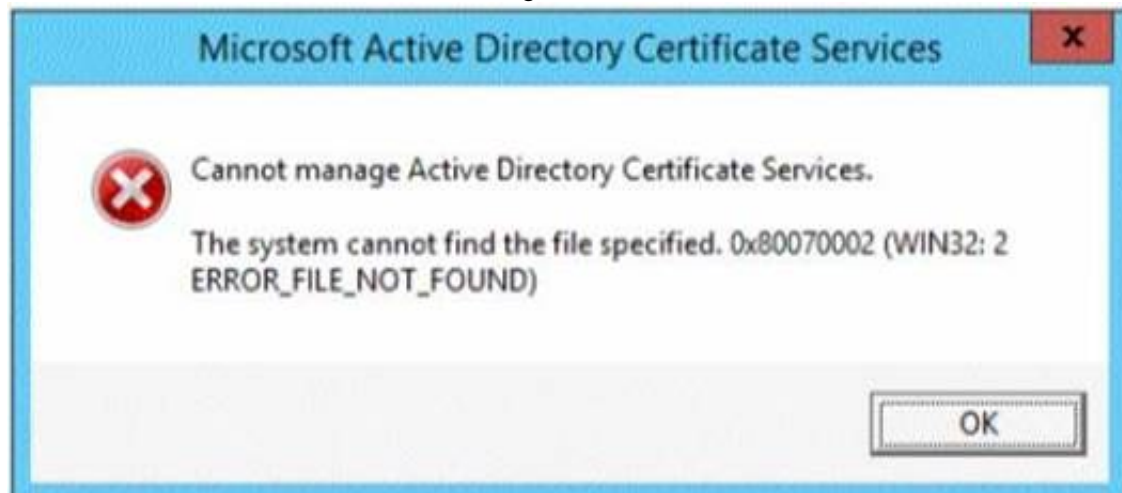 Microsoft Active Directory Certificate Services
x
Cannot manage Active Directory Certificate Services.
The system cannot find the file specified. 0x80070002 (WIN32: 2
ERROR_FILE_NOT_FOUND)
OK